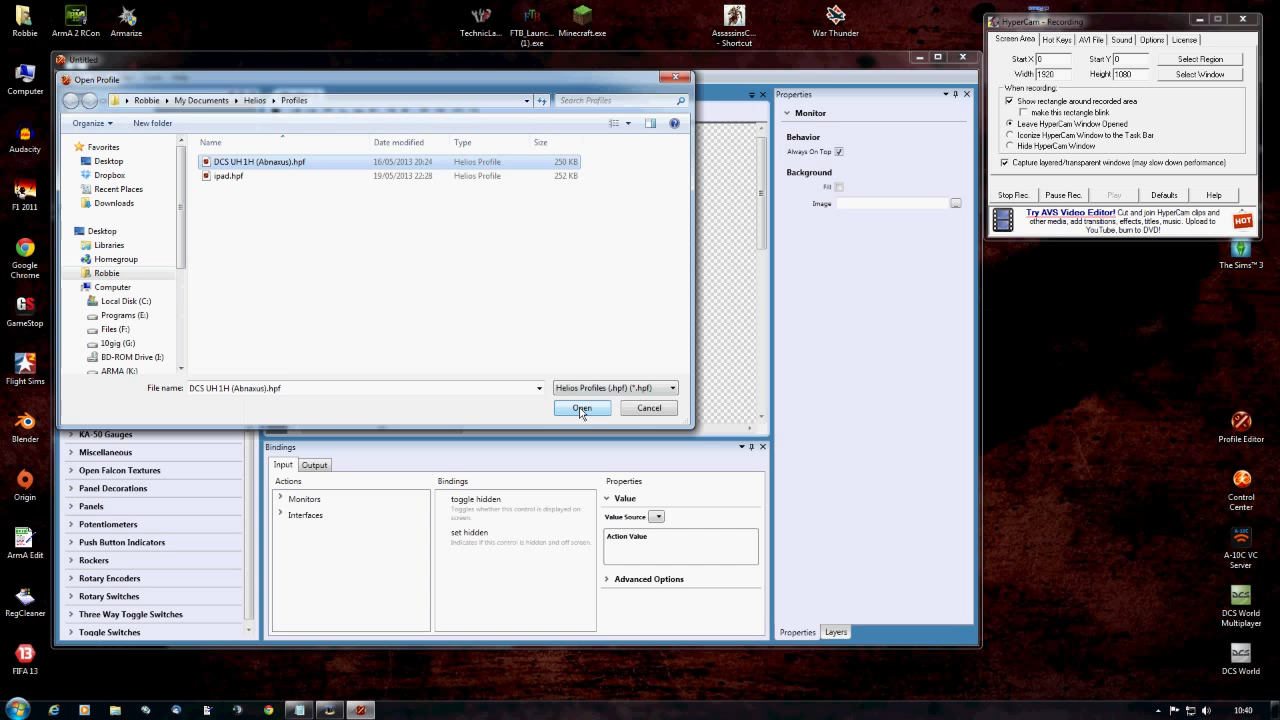 Robbie
ArmA 2 RCon
Armarize
TechnicLa...
FTB_Launc... (1).exe
Minecraft.exe
AssassinsC... - Shortcut
War Thunder
Computer
Audacity
F1 2011
Google Chrome
GameStop
Flight Sims
Blender
Origin
ArmA Edit
RegCleaner
FIFA 13
Untitled
Open Profile
Robbie
My Documents
Helios
Profiles
Search Profiles
Organize
New folder
Name
Date modified
Type
Size
Favorites
Desktop
Dropbox
Recent Places
Downloads
Desktop
Libraries
Homegroup
Robbie
Computer
Local Disk (C:)
Programs (E:)
Files (F:)
10gig (G:)
BD-ROM Drive (I:)
ARMA (K:)
DCS UH 1H (Abnaxus).hpf 16/05/2013 20:24 Helios Profile 250 KB
ipad.hpf 19/05/2013 22:28 Helios Profile 252 KB
File name: DCS UH 1H (Abnaxus).hpf
Helios Profiles (.hpf) (*.hpf)
Open
Cancel
KA-50 Gauges
Miscellaneous
Open Falcon Textures
Panel Decorations
Panels
Potentiometers
Push Button Indicators
Rockers
Rotary Encoders
Rotary Switches
Three Way Toggle Switches
Toggle Switches
Bindings
Input Output
Actions
Monitors
Interfaces
Bindings
toggle hidden
Toggles whether this control is displayed on
screen.
set hidden
Indicates if this control is hidden and off screen.
Properties
Value
Value Source
Action Value
Advanced Options
Properties
Monitor
Behavior
Always On Top
Background
Fill
Image
Properties Layers
HyperCam - Recording
Screen Area Hot Keys AVI File Sound Options License
Start X 0 Start Y 0 Select Region
Width 1920 Height 1080 Select Window
When recording:
Show rectangle around recorded area
make this rectangle blink
Leave HyperCam Window Opened
Iconize HyperCam Window to the Task Bar
Hide HyperCam Window
Capture layered/transparent windows (may slow down performance)
Stop Rec. Pause Rec. Play Defaults Help
Try AVS Video Editor! Cut and join HyperCam clips and
other media, add transitions, effects, titles, music. Upload to
YouTube, burn to DVD!
HOT
The Sims™ 3
Profile Editor
Control Center
A-10C VC Server
DCS World Multiplayer
DCS World
10:40